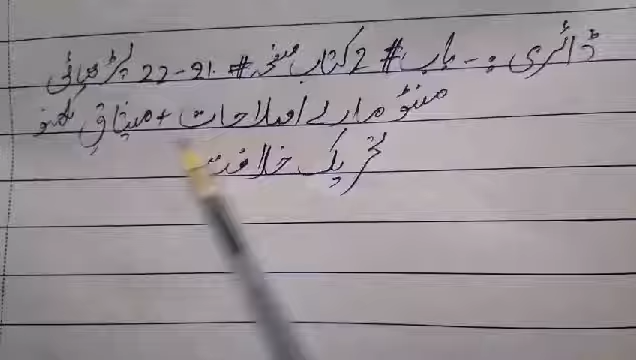 ڈائری :- باب # 2 کتاب صفحہ # 21-22 پڑھائی
منٹو مارلے اصلاحات + میثاقِ لکھنؤ
تحریک خلافت